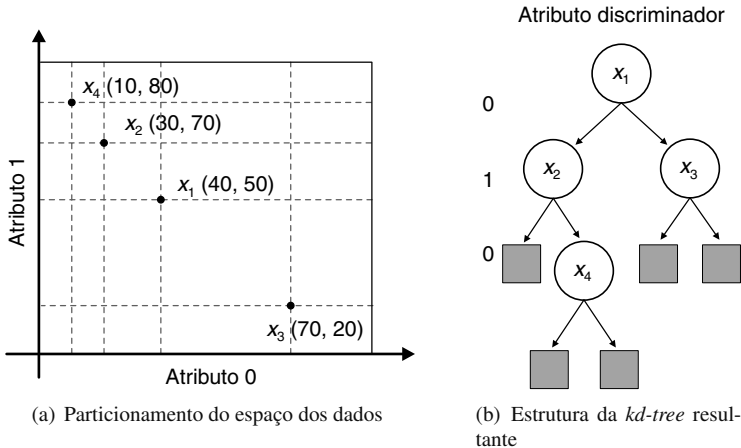 Atributo 1
x4 (10, 80)
x2 (30, 70)
x1 (40, 50)
x3 (70, 20)
Atributo 0
(a) Particionamento do espaço dos dados
Atributo discriminador
x1
0
x2
x3
1
0
x4
(b) Estrutura da kd-tree resul-
tante